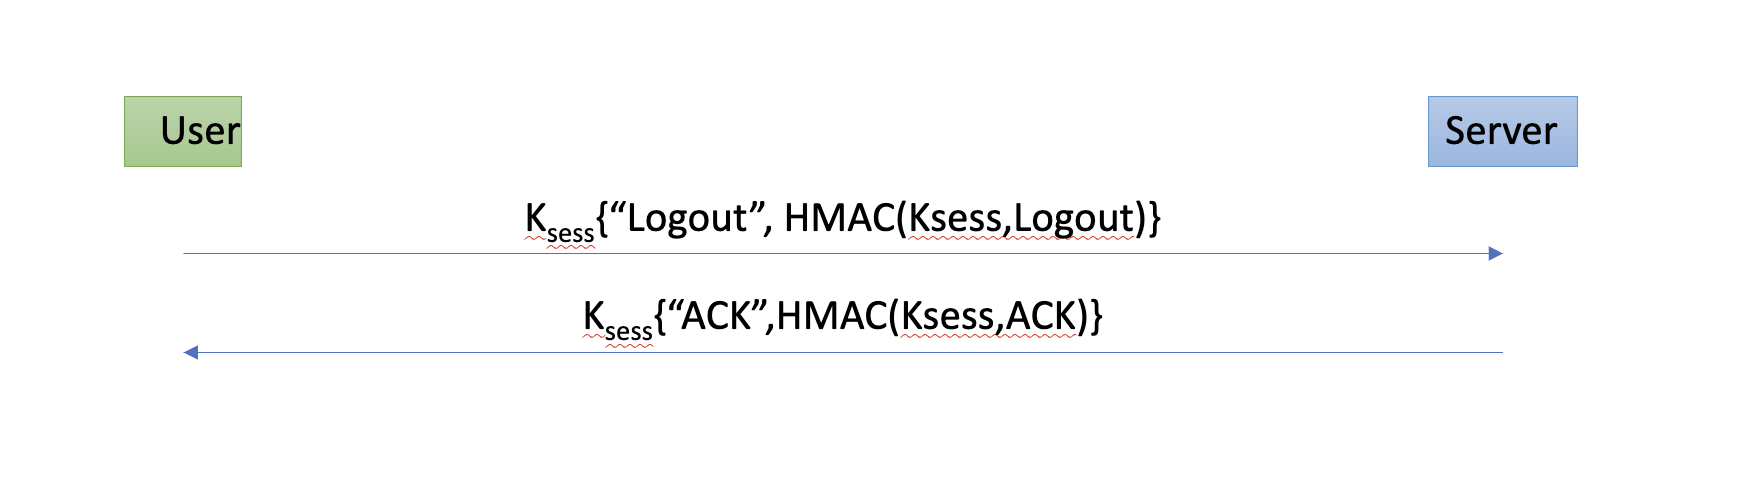 User
Server
Ksess{“Logout”, HMAC(Ksess,Logout)}
Ksess{“ACK”,HMAC(Ksess,ACK)}